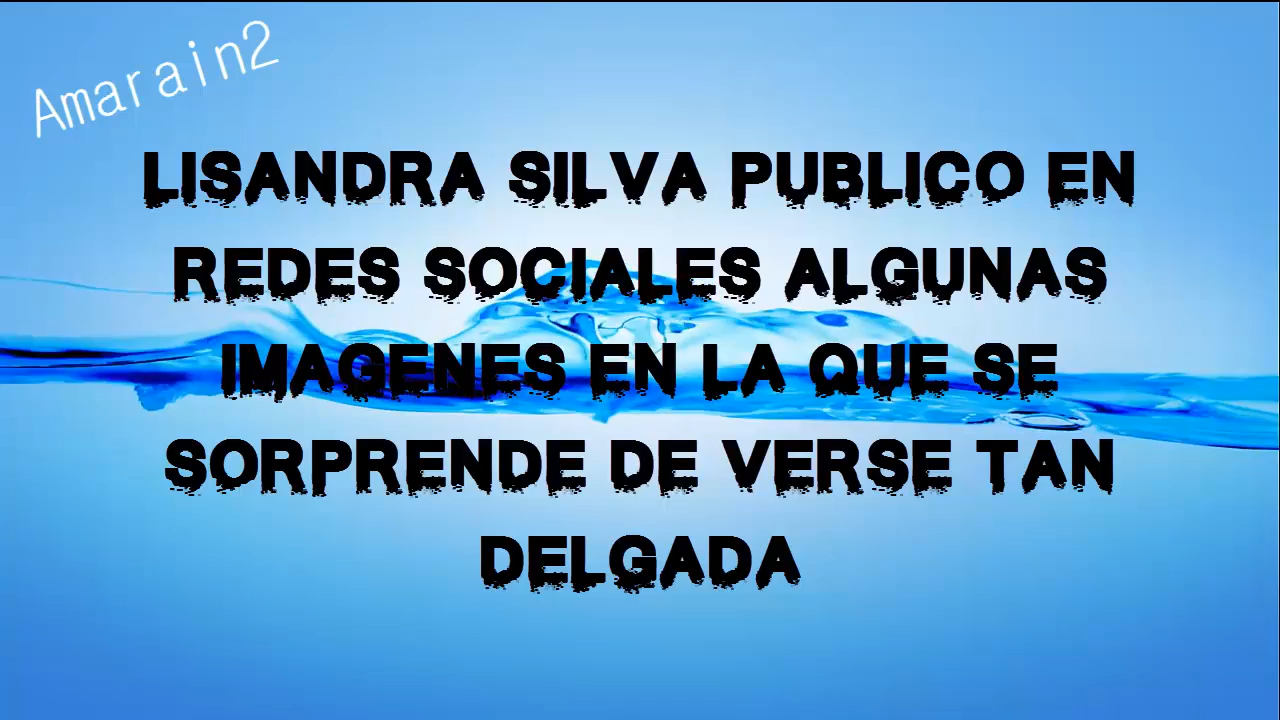 Amarain2
LISANDRA SILVA PUBLICO EN
REDES SOCIALES ALGUNAS
IMAGENES EN LA QUE SE
SORPRENDE DE VERSE TAN
DELGADA